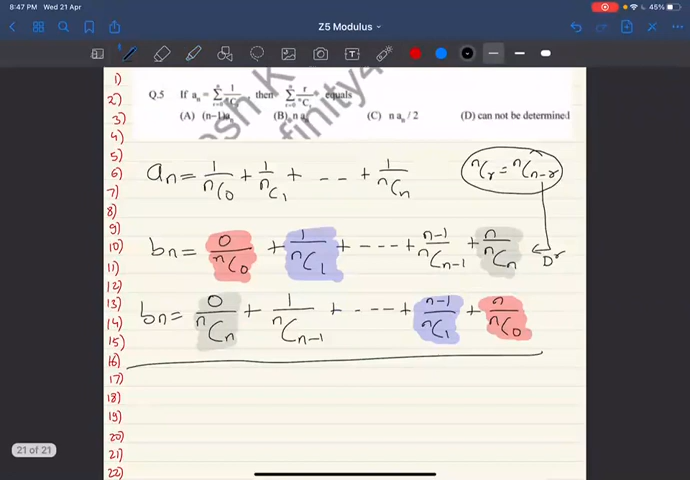 8:47 PM Wed 21 Apr
45%
Z5 Modulus
1)
2)
3)
4)
5)
6)
7)
8)
9)
10)
11)
12)
13)
14)
15)
16)
17)
18)
19)
20)
21)
22)
Q.5 If aₙ = Σ 1/ⁿCᵣ, then Σ r/ⁿCᵣ equals
(A) (n–1)aₙ (B) n aₙ (C) n aₙ / 2 (D) can not be determined
aₙ = 1/ⁿC₀ + 1/ⁿC₁ + -- - + 1/ⁿCₙ
ⁿCᵣ = ⁿCₙ₋ᵣ
bₙ = 0/ⁿC₀ + 1/ⁿC₁ + ---- + n-1/ⁿCₙ₋₁ + n/ⁿCₙ
Dʳ
bₙ = 0/ⁿCₙ + 1/ⁿCₙ₋₁ + ---- + n-1/ⁿC₁ + n/ⁿC₀
21 of 21